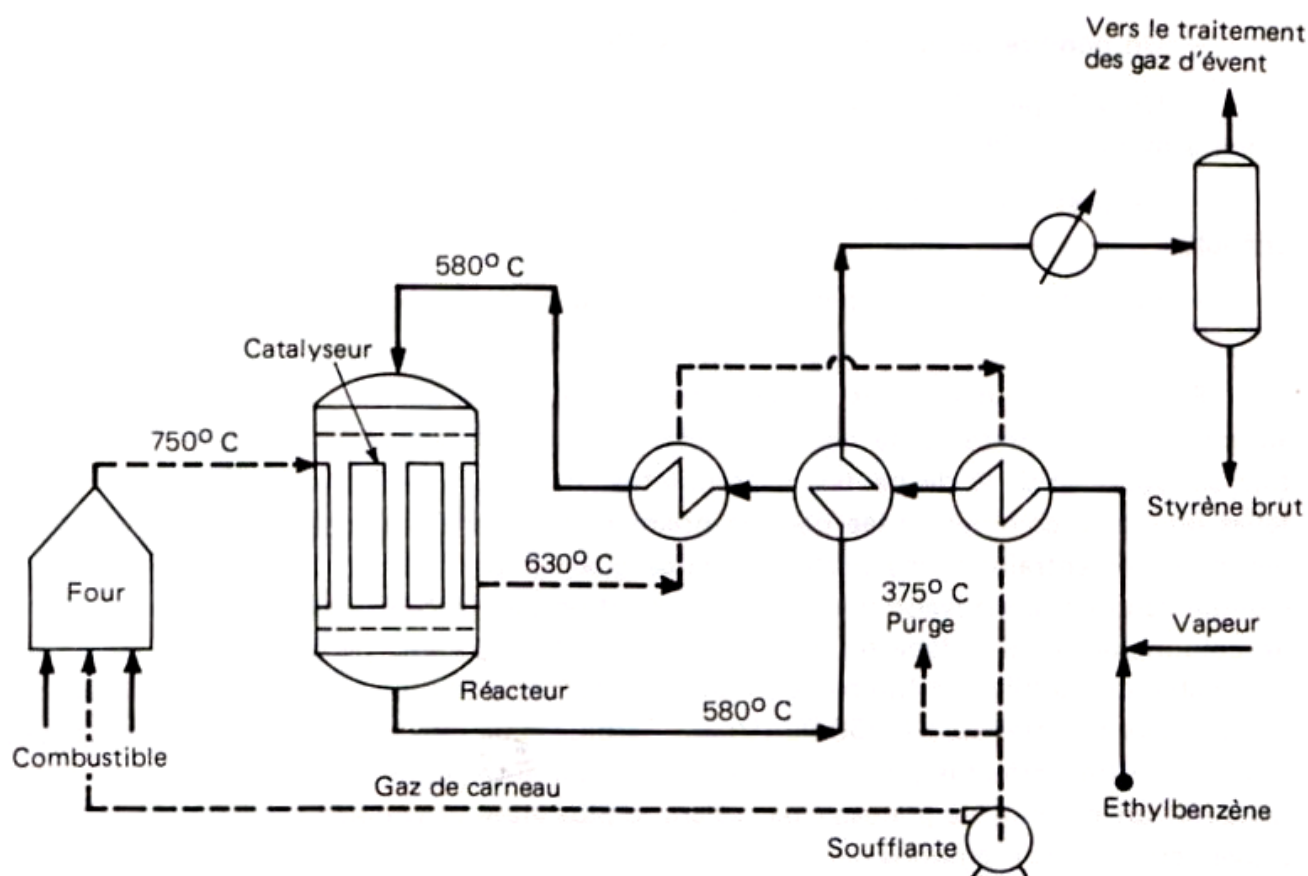 Vers le traitement
des gaz d'évent
580° C
Catalyseur
750° C
Four
630° C
375° C
Purge
Vapeur
Styrène brut
Réacteur
580° C
Combustible
Gaz de carneau
Ethylbenzène
Soufflante